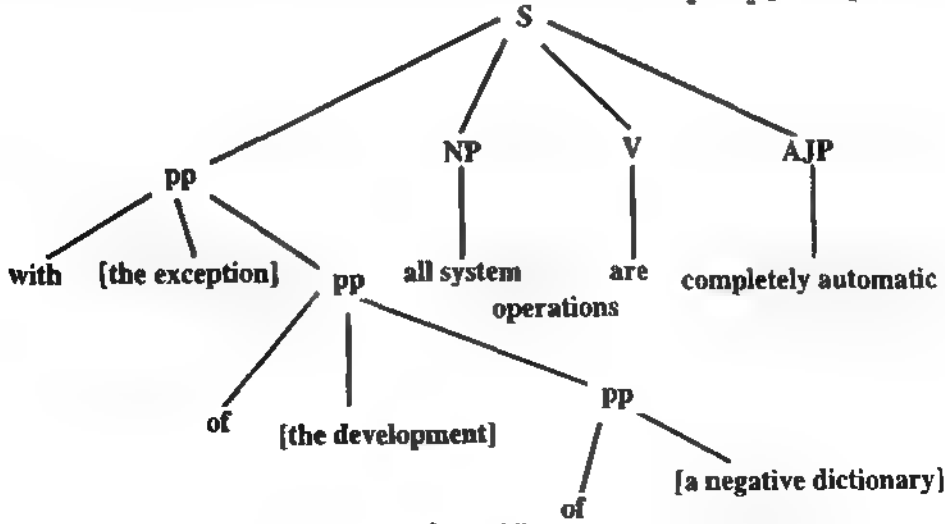 S
NP V AJP
pp
with [the exception] pp all system are completely automatic
operations
pp
of [the development]
[a negative dictionary]
of